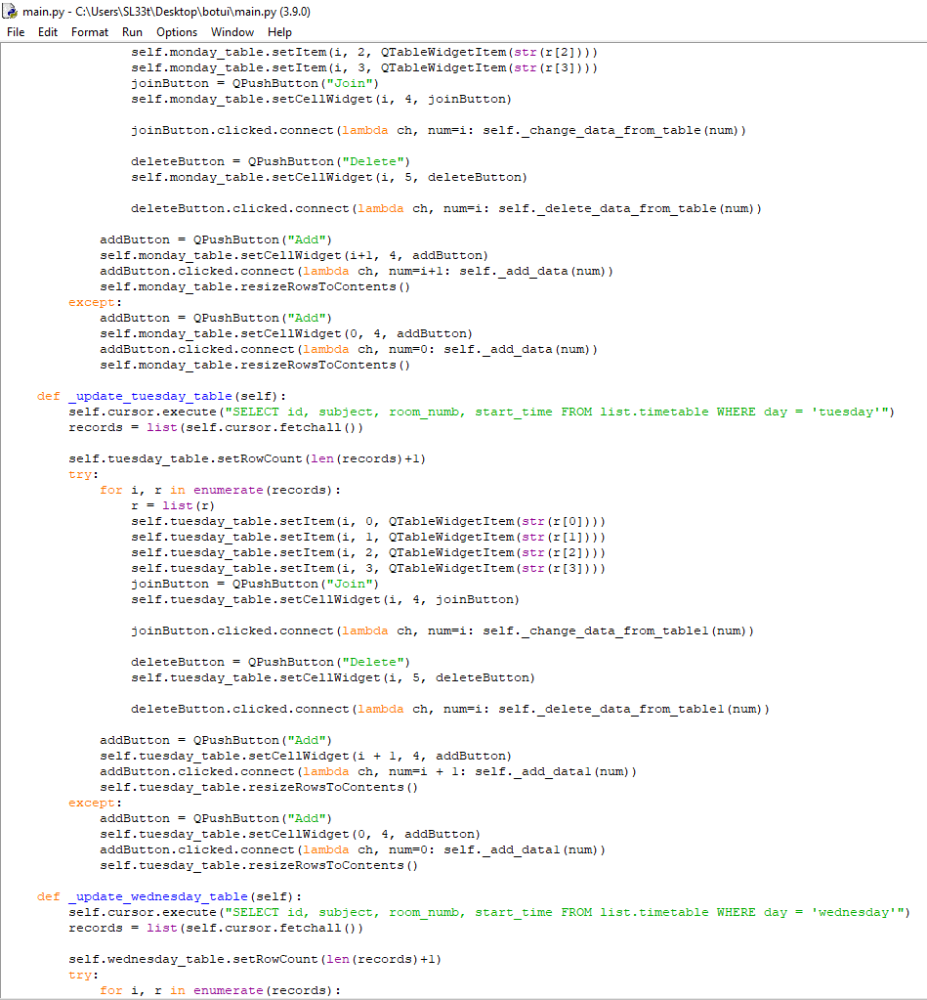 main.py - C:\Users\SL33t\Desktop\botui\main.py (3.9.0)
File Edit Format Run Options Window Help
                self.monday_table.setItem(i, 2, QTableWidgetItem(str(r[2])))
                self.monday_table.setItem(i, 3, QTableWidgetItem(str(r[3])))
                joinButton = QPushButton("Join")
                self.monday_table.setCellWidget(i, 4, joinButton)

                joinButton.clicked.connect(lambda ch, num=i: self._change_data_from_table(num))

                deleteButton = QPushButton("Delete")
                self.monday_table.setCellWidget(i, 5, deleteButton)

                deleteButton.clicked.connect(lambda ch, num=i: self._delete_data_from_table(num))

            addButton = QPushButton("Add")
            self.monday_table.setCellWidget(i+1, 4, addButton)
            addButton.clicked.connect(lambda ch, num=i+1: self._add_data(num))
            self.monday_table.resizeRowsToContents()
        except:
            addButton = QPushButton("Add")
            self.monday_table.setCellWidget(0, 4, addButton)
            addButton.clicked.connect(lambda ch, num=0: self._add_data(num))
            self.monday_table.resizeRowsToContents()

    def _update_tuesday_table(self):
        self.cursor.execute("SELECT id, subject, room_numb, start_time FROM list.timetable WHERE day = 'tuesday'")
        records = list(self.cursor.fetchall())

        self.tuesday_table.setRowCount(len(records)+1)
        try:
            for i, r in enumerate(records):
                r = list(r)
                self.tuesday_table.setItem(i, 0, QTableWidgetItem(str(r[0])))
                self.tuesday_table.setItem(i, 1, QTableWidgetItem(str(r[1])))
                self.tuesday_table.setItem(i, 2, QTableWidgetItem(str(r[2])))
                self.tuesday_table.setItem(i, 3, QTableWidgetItem(str(r[3])))
                joinButton = QPushButton("Join")
                self.tuesday_table.setCellWidget(i, 4, joinButton)

                joinButton.clicked.connect(lambda ch, num=i: self._change_data_from_table1(num))

                deleteButton = QPushButton("Delete")
                self.tuesday_table.setCellWidget(i, 5, deleteButton)

                deleteButton.clicked.connect(lambda ch, num=i: self._delete_data_from_table1(num))

            addButton = QPushButton("Add")
            self.tuesday_table.setCellWidget(i + 1, 4, addButton)
            addButton.clicked.connect(lambda ch, num=i + 1: self._add_data1(num))
            self.tuesday_table.resizeRowsToContents()
        except:
            addButton = QPushButton("Add")
            self.tuesday_table.setCellWidget(0, 4, addButton)
            addButton.clicked.connect(lambda ch, num=0: self._add_data1(num))
            self.tuesday_table.resizeRowsToContents()

    def _update_wednesday_table(self):
        self.cursor.execute("SELECT id, subject, room_numb, start_time FROM list.timetable WHERE day = 'wednesday'")
        records = list(self.cursor.fetchall())

        self.wednesday_table.setRowCount(len(records)+1)
        try:
            for i, r in enumerate(records):